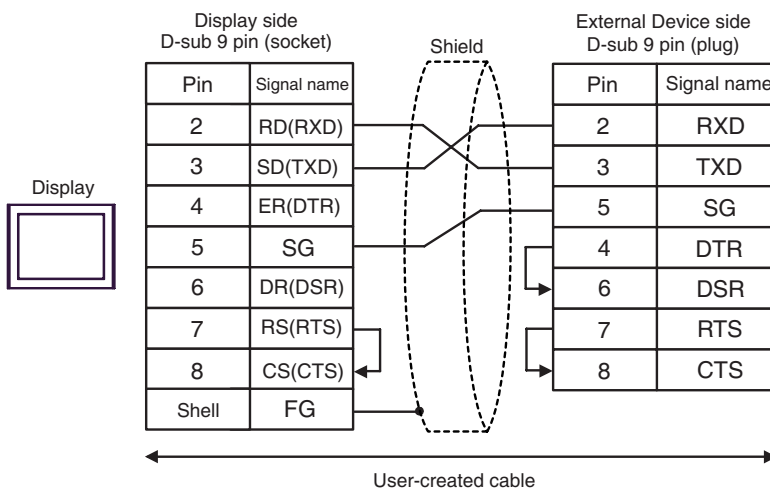 Display side
D-sub 9 pin (socket)
Shield
External Device side
D-sub 9 pin (plug)
Pin Signal name
2 RD(RXD)
3 SD(TXD)
4 ER(DTR)
5 SG
6 DR(DSR)
7 RS(RTS)
8 CS(CTS)
Shell FG
Pin Signal name
2 RXD
3 TXD
5 SG
4 DTR
6 DSR
7 RTS
8 CTS
Display
User-created cable